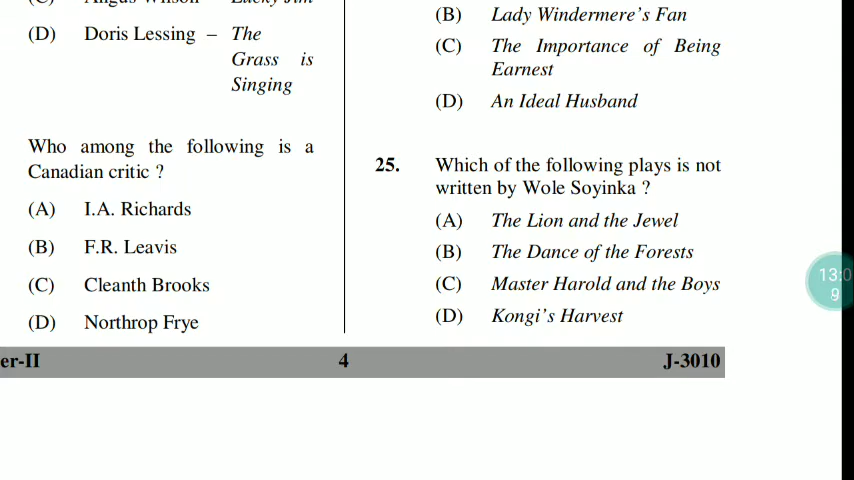 (D) Doris Lessing – The
Grass is
Singing
Who among the following is a
Canadian critic ?
(A) I.A. Richards
(B) F.R. Leavis
(C) Cleanth Brooks
(D) Northrop Frye
(B) Lady Windermere's Fan
(C) The Importance of Being
Earnest
(D) An Ideal Husband
25. Which of the following plays is not
written by Wole Soyinka ?
(A) The Lion and the Jewel
(B) The Dance of the Forests
(C) Master Harold and the Boys
(D) Kongi's Harvest
er-II 4 J-3010
13:0
9